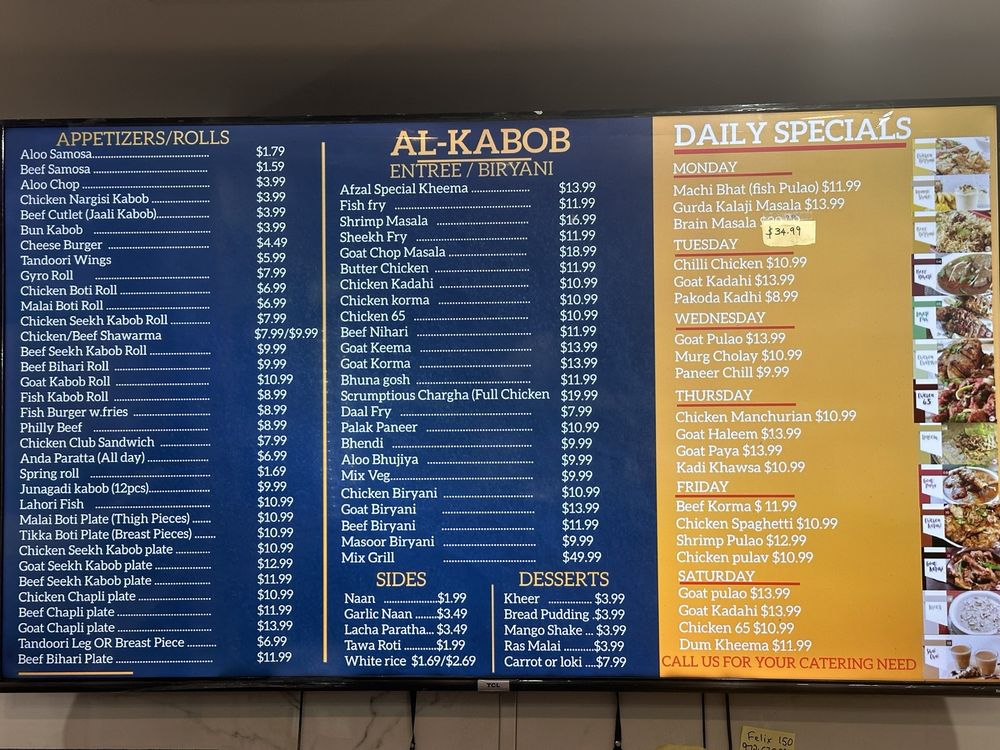 APPETIZERS/ROLLS
Aloo Samosa.............................. $1.79
Beef Samosa .............................. $1.59
Aloo Chop .............................. $3.99
Chicken Nargisi Kabob .............. $3.99
Beef Cutlet (Jaali Kabob).............. $3.99
Bun Kabob .............................. $3.99
Cheese Burger .......................... $4.49
Tandoori Wings $5.99
Gyro Roll .............................. $7.99
Chicken Boti Roll ...................... $6.99
Malai Boti Roll .......................... $6.99
Chicken Seekh Kabob Roll .......... $7.99
Chicken/Beef Shawarma $7.99/$9.99
Beef Seekh Kabob Roll ................ $9.99
Beef Bihari Roll ........................ $9.99
Goat Kabob Roll ........................ $10.99
Fish Kabob Roll ........................ $8.99
Fish Burger w.fries .................... $8.99
Philly Beef .............................. $8.99
Chicken Club Sandwich .............. $7.99
Anda Paratta (All day) ................ $6.99
Spring roll .............................. $1.69
Junagadi kabob (12pcs)................ $9.99
Lahori Fish .............................. $10.99
Malai Boti Plate (Thigh Pieces) ...... $10.99
Tikka Boti Plate (Breast Pieces) ...... $10.99
Chicken Seekh Kabob plate .......... $10.99
Goat Seekh Kabob plate .............. $12.99
Beef Seekh Kabob plate .............. $11.99
Chicken Chapli plate .................. $10.99
Beef Chapli plate ...................... $11.99
Goat Chapli plate ...................... $13.99
Tandoori Leg OR Breast Piece ........ $6.99
Beef Bihari Plate ...................... $11.99
AL-KABOB
ENTREE / BIRYANI
Afzal Special Kheema ................ $13.99
Fish fry .............................. $11.99
Shrimp Masala ........................ $16.99
Sheekh Fry ............................ $11.99
Goat Chop Masala .................... $18.99
Butter Chicken ........................ $11.99
Chicken Kadahi ........................ $10.99
Chicken korma ........................ $10.99
Chicken 65 ............................ $10.99
Beef Nihari ............................ $11.99
Goat Keema ............................ $13.99
Goat Korma ............................ $13.99
Bhuna gosh ............................ $11.99
Scrumptious Chargha (Full Chicken $19.99
Daal Fry .............................. $7.99
Palak Paneer .......................... $10.99
Bhendi .............................. $9.99
Aloo Bhujiya .......................... $9.99
Mix Veg.............................. $9.99
Chicken Biryani ...................... $10.99
Goat Biryani .......................... $13.99
Beef Biryani .......................... $11.99
Masoor Biryani ........................ $9.99
Mix Grill .............................. $49.99
SIDES
Naan ..............$1.99
Garlic Naan .......$3.49
Lacha Paratha... $3.49
Tawa Roti .........$1.99
White rice $1.69/$2.69
DESSERTS
Kheer ..............$3.99
Bread Pudding .$3.99
Mango Shake ... $3.99
Ras Malai .........$3.99
Carrot or loki ....$7.99
DAILY SPECIALS
MONDAY
Machi Bhat (fish Pulao) $11.99
Gurda Kalaji Masala $13.99
Brain Masala
$34.99
TUESDAY
Chilli Chicken $10.99
Goat Kadahi $13.99
Pakoda Kadhi $8.99
WEDNESDAY
Goat Pulao $13.99
Murg Cholay $10.99
Paneer Chill $9.99
THURSDAY
Chicken Manchurian $10.99
Goat Haleem $13.99
Goat Paya $13.99
Kadi Khawsa $10.99
FRIDAY
Beef Korma $ 11.99
Chicken Spaghetti $10.99
Shrimp Pulao $12.99
Chicken pulav $10.99
SATURDAY
Goat pulao $13.99
Goat Kadahi $13.99
Chicken 65 $10.99
Dum Kheema $11.99
CALL US FOR YOUR CATERING NEED
TCL
Felix 150